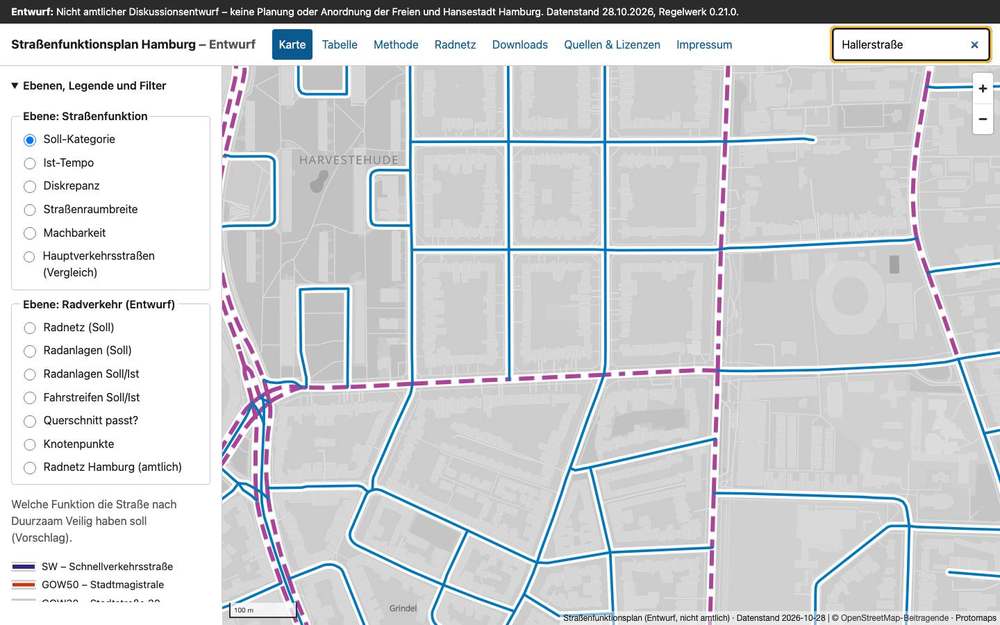 Entwurf: Nicht amtlicher Diskussionsentwurf – keine Planung oder Anordnung der Freien und Hansestadt Hamburg. Datenstand 28.10.2026, Regelwerk 0.21.0.
Straßenfunktionsplan Hamburg – Entwurf
Karte
Tabelle
Methode
Radnetz
Downloads
Quellen & Lizenzen
Impressum
Hallerstraße
Ebenen, Legende und Filter
Ebene: Straßenfunktion
Soll-Kategorie
Ist-Tempo
Diskrepanz
Straßenraumbreite
Machbarkeit
Hauptverkehrsstraßen
(Vergleich)
Ebene: Radverkehr (Entwurf)
Radnetz (Soll)
Radanlagen (Soll)
Radanlagen Soll/Ist
Fahrstreifen Soll/Ist
Querschnitt passt?
Knotenpunkte
Radnetz Hamburg (amtlich)
Welche Funktion die Straße nach
Duurzaam Veilig haben soll
(Vorschlag).
SW – Schnellverkehrsstraße
GOW50 – Stadtmagistrale
HARVESTEHUDE
Grindel
100 m
Straßenfunktionsplan (Entwurf, nicht amtlich) · Datenstand 2026-10-28 | © OpenStreetMap-Beitragende · Protomaps